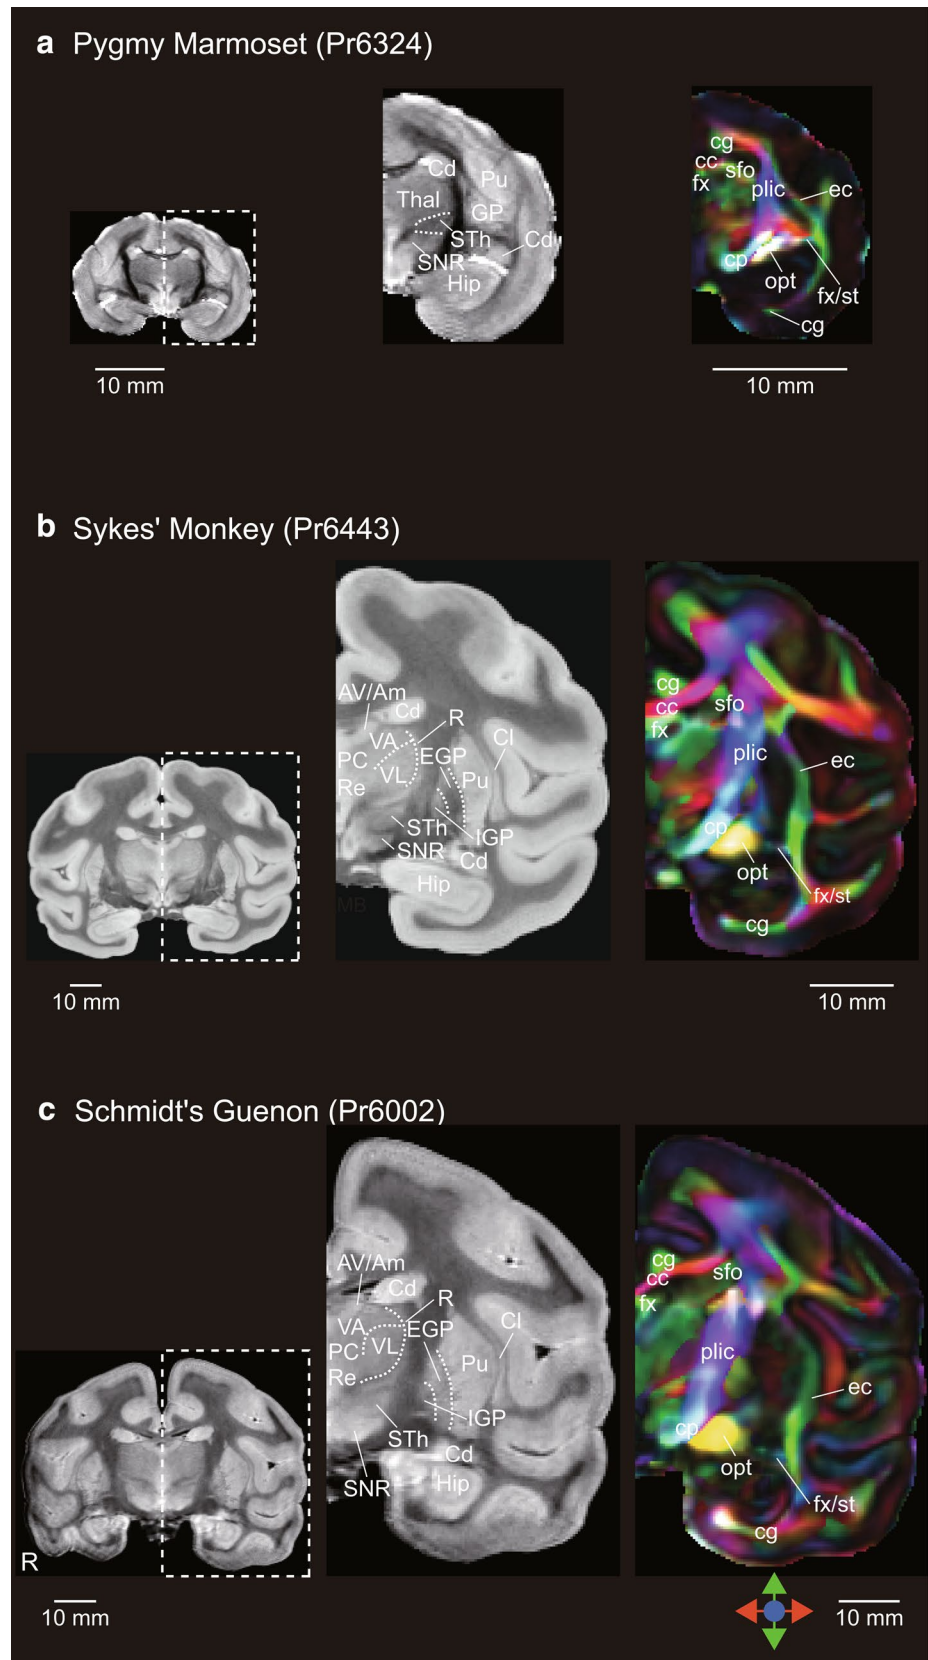 a Pygmy Marmoset (Pr6324)
Cd
Pu
Thal
GP
STh
Cd
SNR
Hip
cg
cc
sfo
fx
plic
ec
cp
opt
fx/st
cg
10 mm
10 mm
b Sykes' Monkey (Pr6443)
AV/Am
Cd
R
VA
Cl
PC
EGP
VL
Pu
Re
STh
IGP
SNR
Cd
Hip
MB
cg
sfo
cc
fx
plic
ec
cp
opt
fx/st
cg
10 mm
10 mm
c Schmidt's Guenon (Pr6002)
AV/Am
Cd
R
VA
EGP
Cl
PC
VL
Pu
Re
IGP
STh
Cd
SNR
Hip
R
cg
cc
sfo
fx
plic
ec
cp
opt
fx/st
cg
10 mm
10 mm